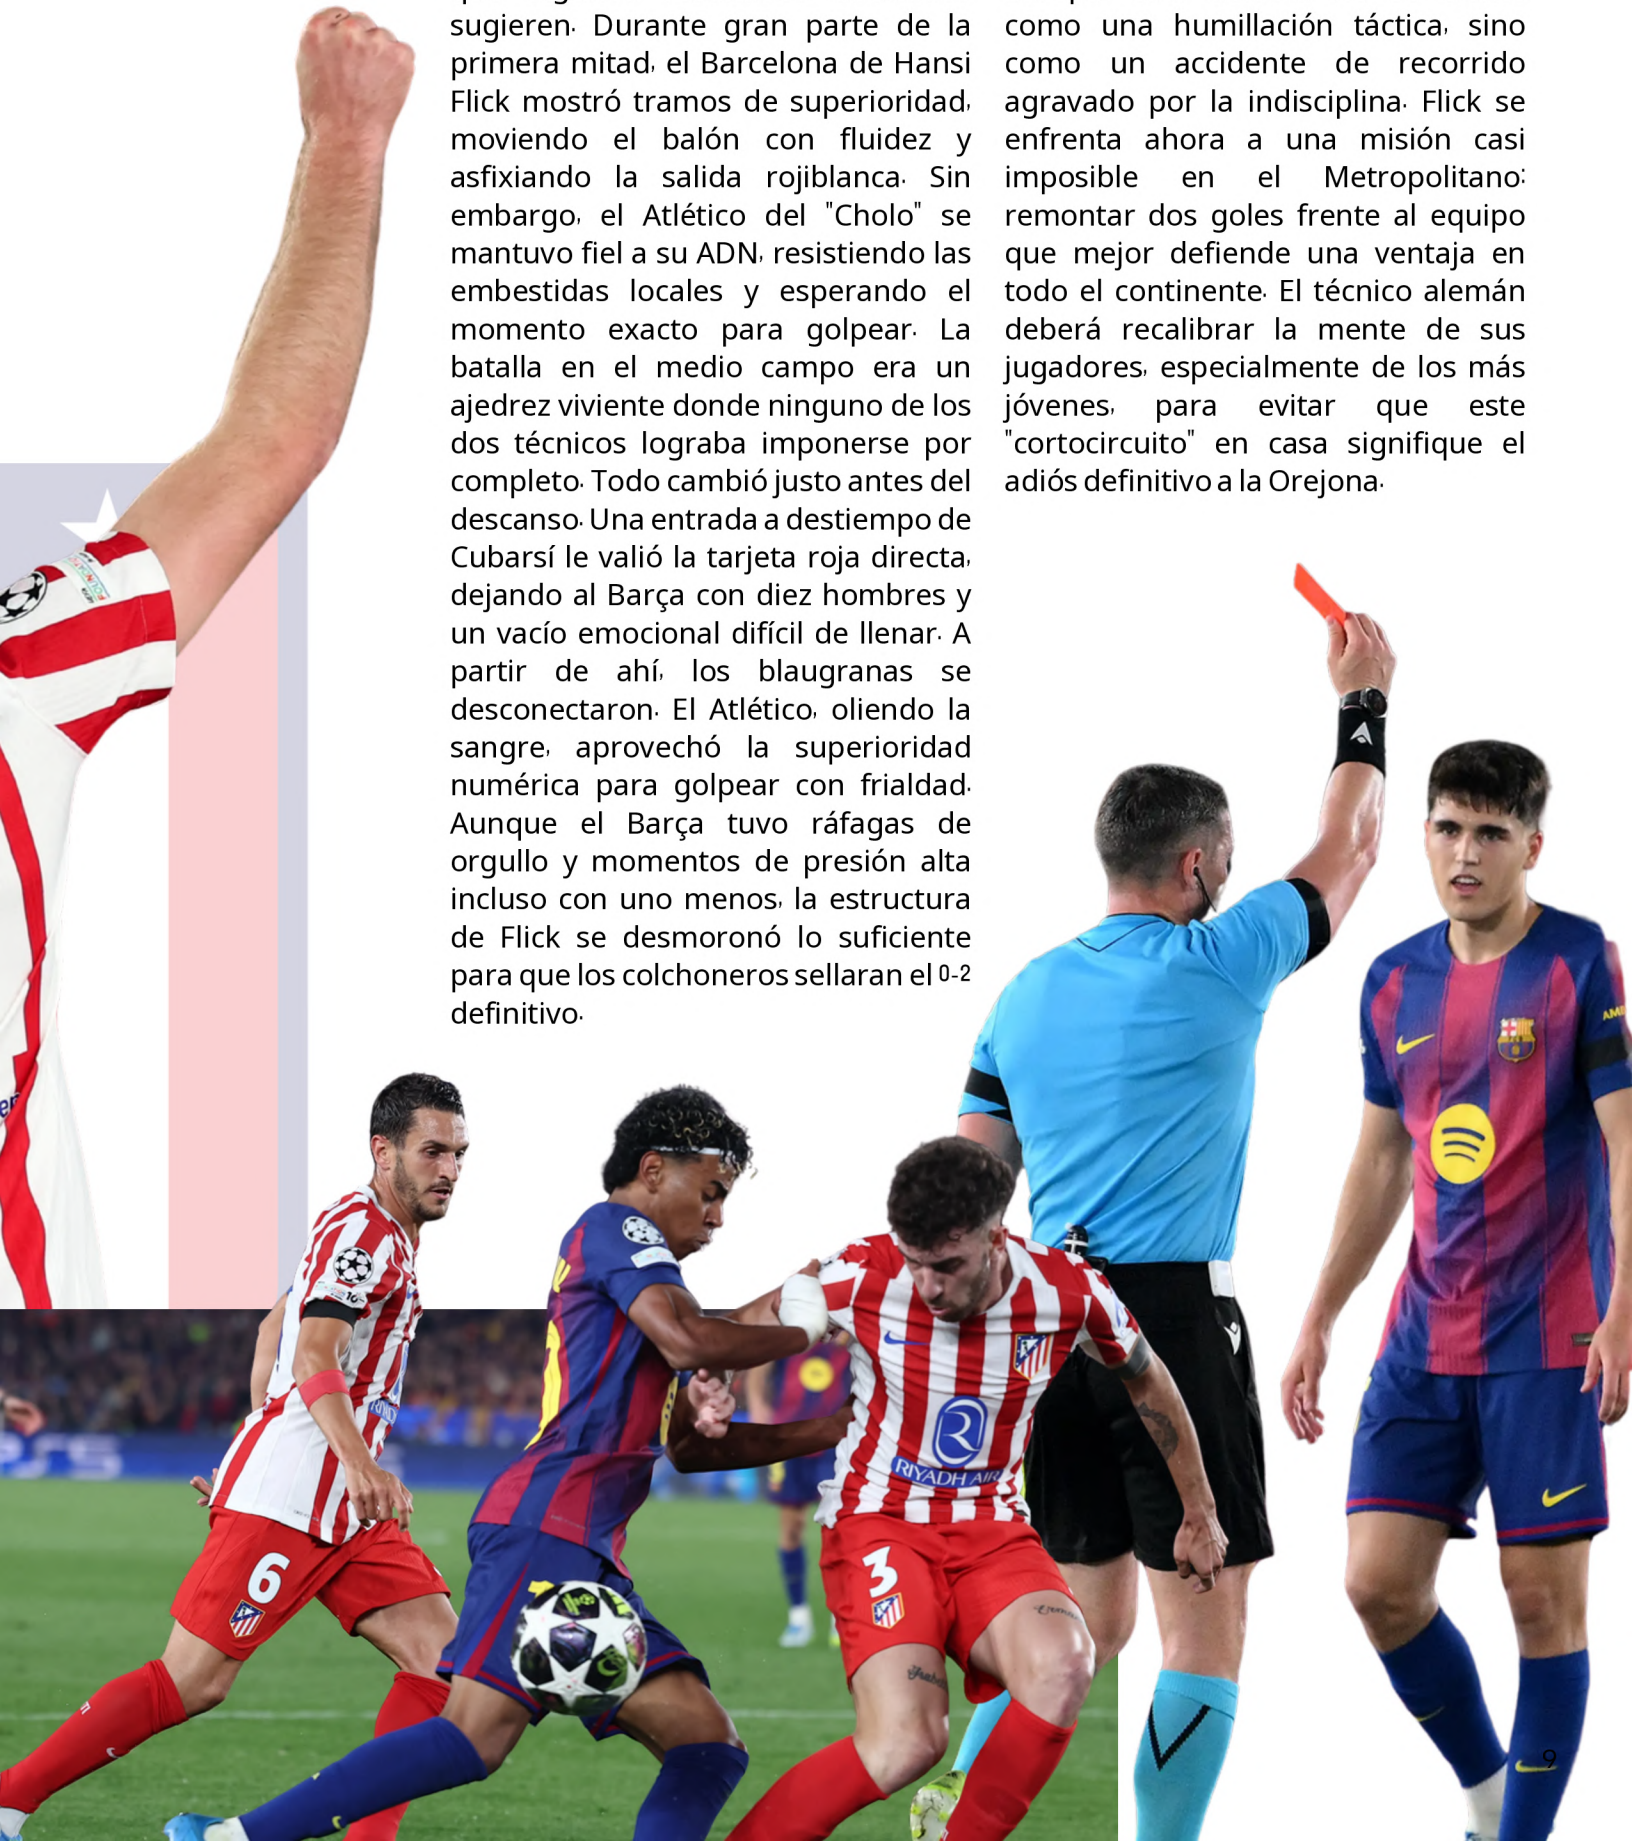 sugieren. Durante gran parte de la
primera mitad, el Barcelona de Hansi
Flick mostró tramos de superioridad,
moviendo el balón con fluidez y
asfixiando la salida rojiblanca. Sin
embargo, el Atlético del "Cholo" se
mantuvo fiel a su ADN, resistiendo las
embestidas locales y esperando el
momento exacto para golpear. La
batalla en el medio campo era un
ajedrez viviente donde ninguno de los
dos técnicos lograba imponerse por
completo. Todo cambió justo antes del
descanso. Una entrada a destiempo de
Cubarsí le valió la tarjeta roja directa,
dejando al Barça con diez hombres y
un vacío emocional difícil de llenar. A
partir de ahí, los blaugranas se
desconectaron. El Atlético, oliendo la
sangre, aprovechó la superioridad
numérica para golpear con frialdad.
Aunque el Barça tuvo ráfagas de
orgullo y momentos de presión alta
incluso con uno menos, la estructura
de Flick se desmoronó lo suficiente
para que los colchoneros sellaran el 0-2
definitivo.
como una humillación táctica, sino
como un accidente de recorrido
agravado por la indisciplina. Flick se
enfrenta ahora a una misión casi
imposible en el Metropolitano:
remontar dos goles frente al equipo
que mejor defiende una ventaja en
todo el continente. El técnico alemán
deberá recalibrar la mente de sus
jugadores, especialmente de los más
jóvenes, para evitar que este
"cortocircuito" en casa signifique el
adiós definitivo a la Orejona.
RIYADH AIR
6
3
PS5
9